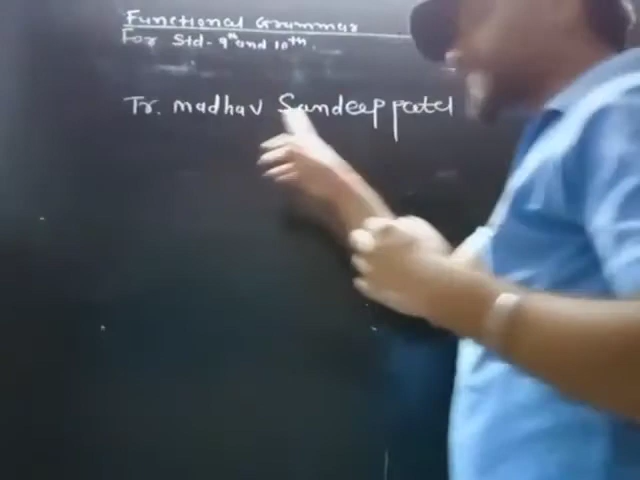 Functional Grammar
For Std - 9th and 10th.
Tr. madhav Sandeep patel